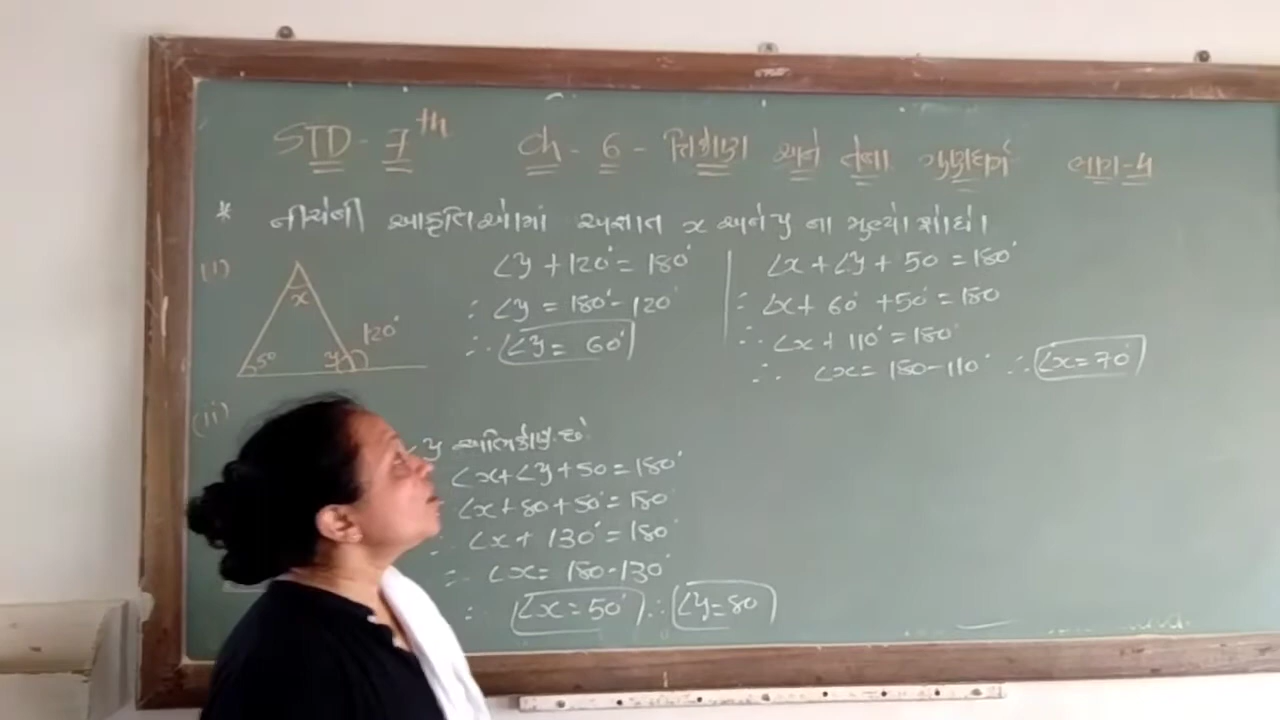 STD - 7th Ch - 6 - ત્રિકોણ અને તેના ગુણધર્મ ભાગ-4
* નીચેની આકૃતિઓમાં અજ્ઞાત x અને y ના મુલ્યો શોધો.
(i)
x
50
y
120°
∠y + 120° = 180°
∴ ∠y = 180° - 120°
∴ ∠y = 60°
∠x + ∠y + 50 = 180°
∴ ∠x + 60° + 50° = 180
∴ ∠x + 110° = 180°
∴ ∠x = 180 - 110° ∴ ∠x = 70°
(ii)
y અભિકોણ છે
∠x + ∠y + 50 = 180°
∠x + 80 + 50° = 180
∴ ∠x + 130° = 180°
∴ ∠x = 180 - 130°
∴ ∠x = 50° ∴ ∠y = 80